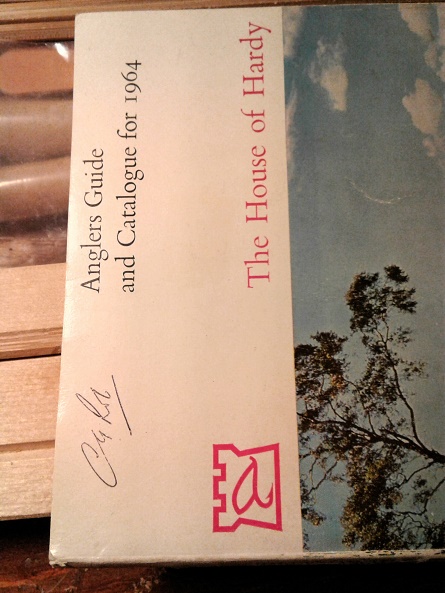 Anglers Guide
and Catalogue for 1964
The House of Hardy